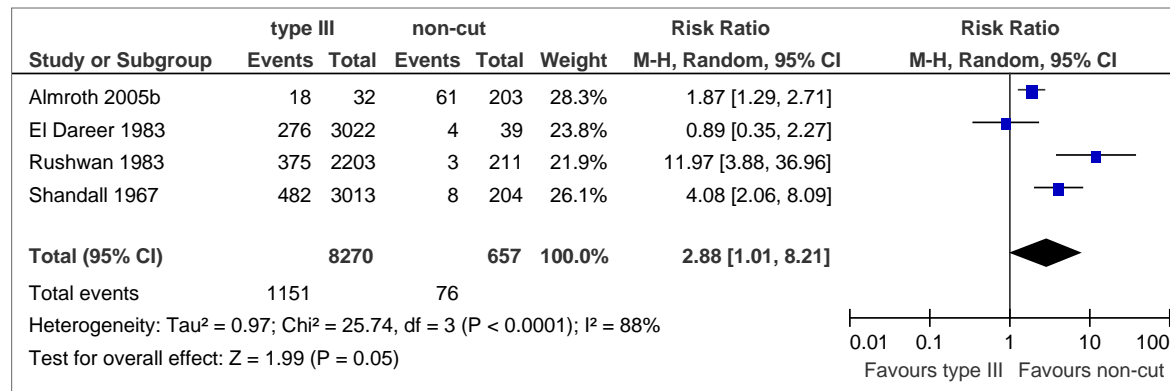 type III non-cut Risk Ratio Risk Ratio
Study or Subgroup Events Total Events Total Weight M-H, Random, 95% CI M-H, Random, 95% CI
Almroth 2005b 18 32 61 203 28.3% 1.87 [1.29, 2.71]
El Dareer 1983 276 3022 4 39 23.8% 0.89 [0.35, 2.27]
Rushwan 1983 375 2203 3 211 21.9% 11.97 [3.88, 36.96]
Shandall 1967 482 3013 8 204 26.1% 4.08 [2.06, 8.09]
Total (95% CI) 8270 657 100.0% 2.88 [1.01, 8.21]
Total events 1151 76
Heterogeneity: Tau² = 0.97; Chi² = 25.74, df = 3 (P < 0.0001); I² = 88%
Test for overall effect: Z = 1.99 (P = 0.05)
0.01 0.1 1 10 100
Favours type III Favours non-cut